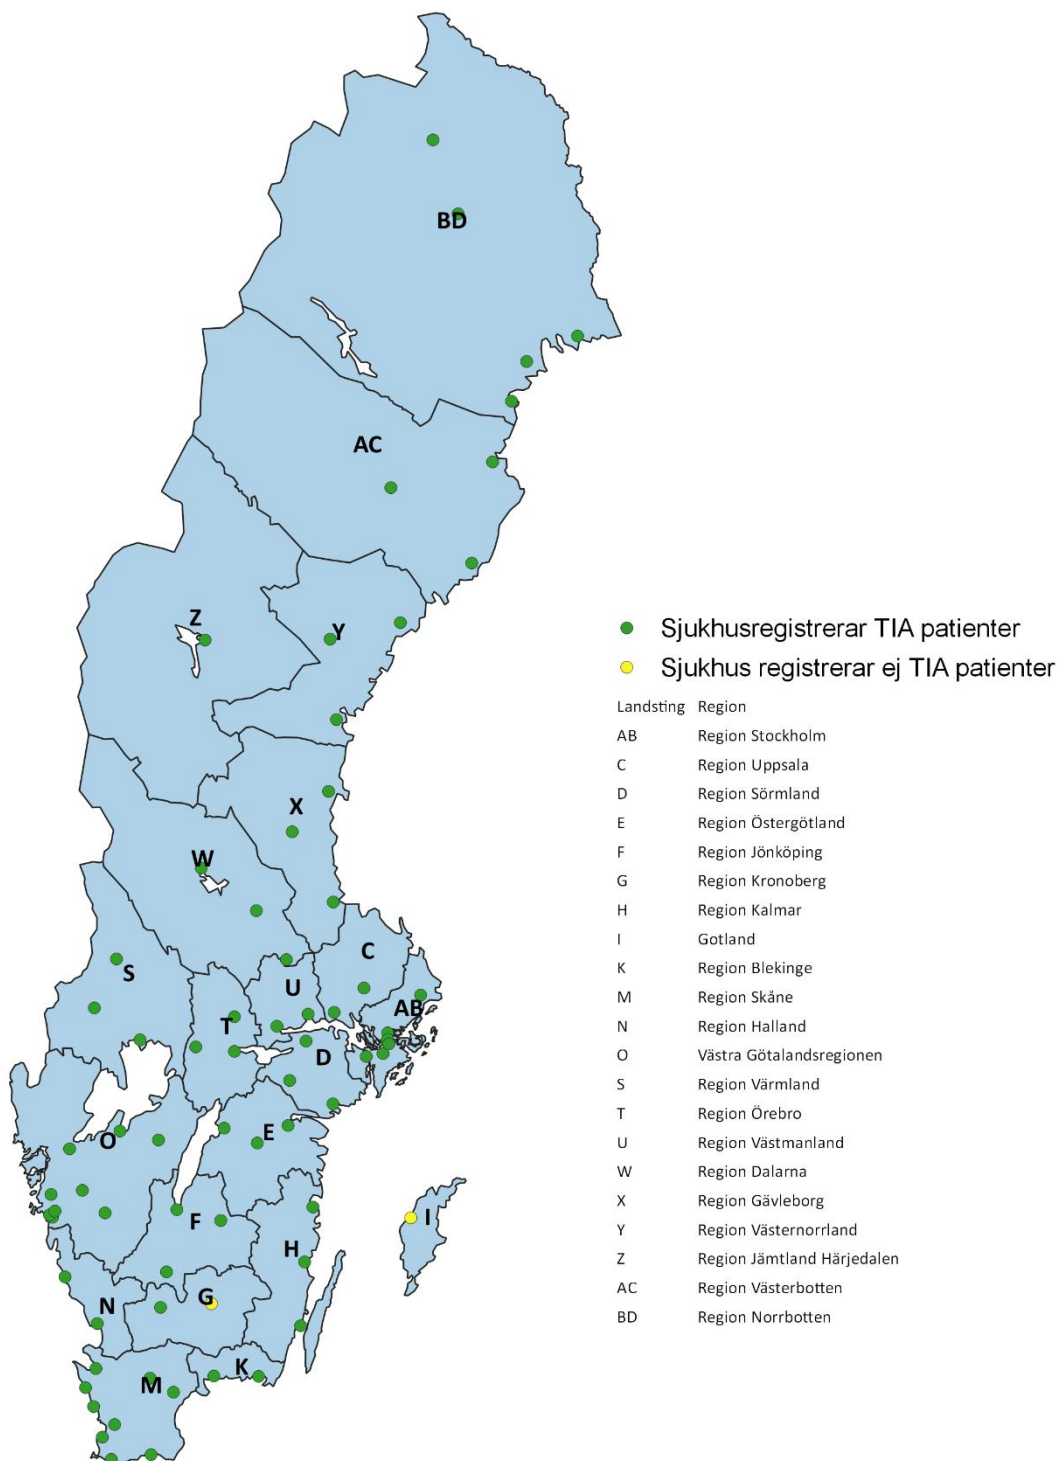 BD
AC
Z
Y
X
W
S
C
U
AB
T
D
O
E
F
I
H
G
N
K
M
Sjukhusregistrerar TIA patienter
Sjukhus registrerar ej TIA patienter
Landsting Region
AB Region Stockholm
C Region Uppsala
D Region Sörmland
E Region Östergötland
F Region Jönköping
G Region Kronoberg
H Region Kalmar
I Gotland
K Region Blekinge
M Region Skåne
N Region Halland
O Västra Götalandsregionen
S Region Värmland
T Region Örebro
U Region Västmanland
W Region Dalarna
X Region Gävleborg
Y Region Västernorrland
Z Region Jämtland Härjedalen
AC Region Västerbotten
BD Region Norrbotten